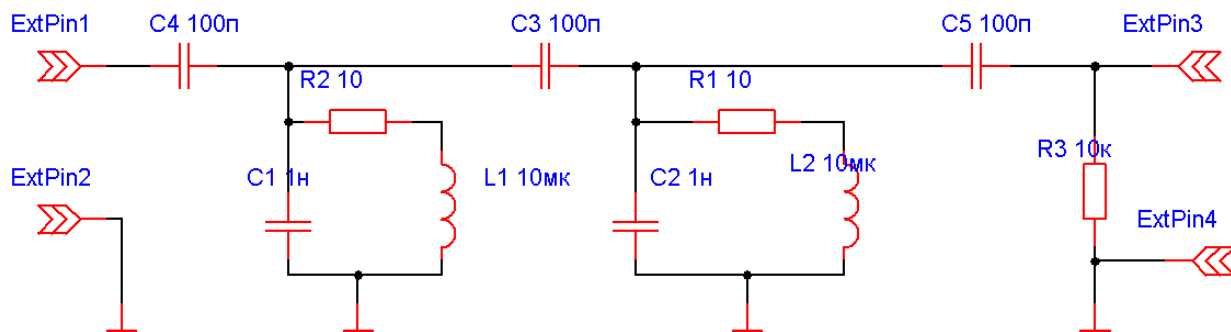 ExtPin1
C4 100п
C3 100п
C5 100п
ExtPin3
R2 10
R1 10
ExtPin2
C1 1н
L1 10мк
C2 1н
L2 10мк
R3 10к
ExtPin4